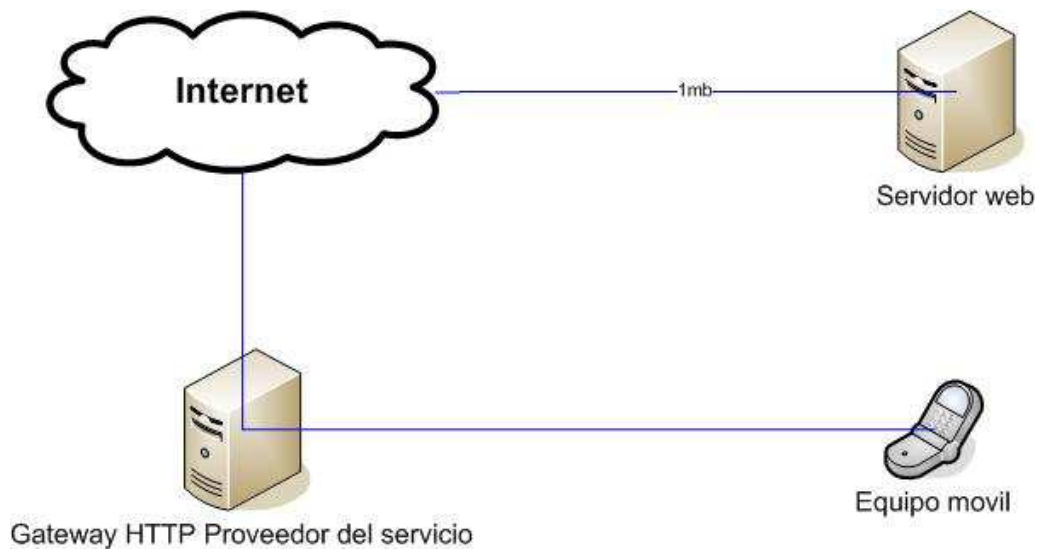 Internet
1mb
Servidor web
Equipo movil
Gateway HTTP Proveedor del servicio